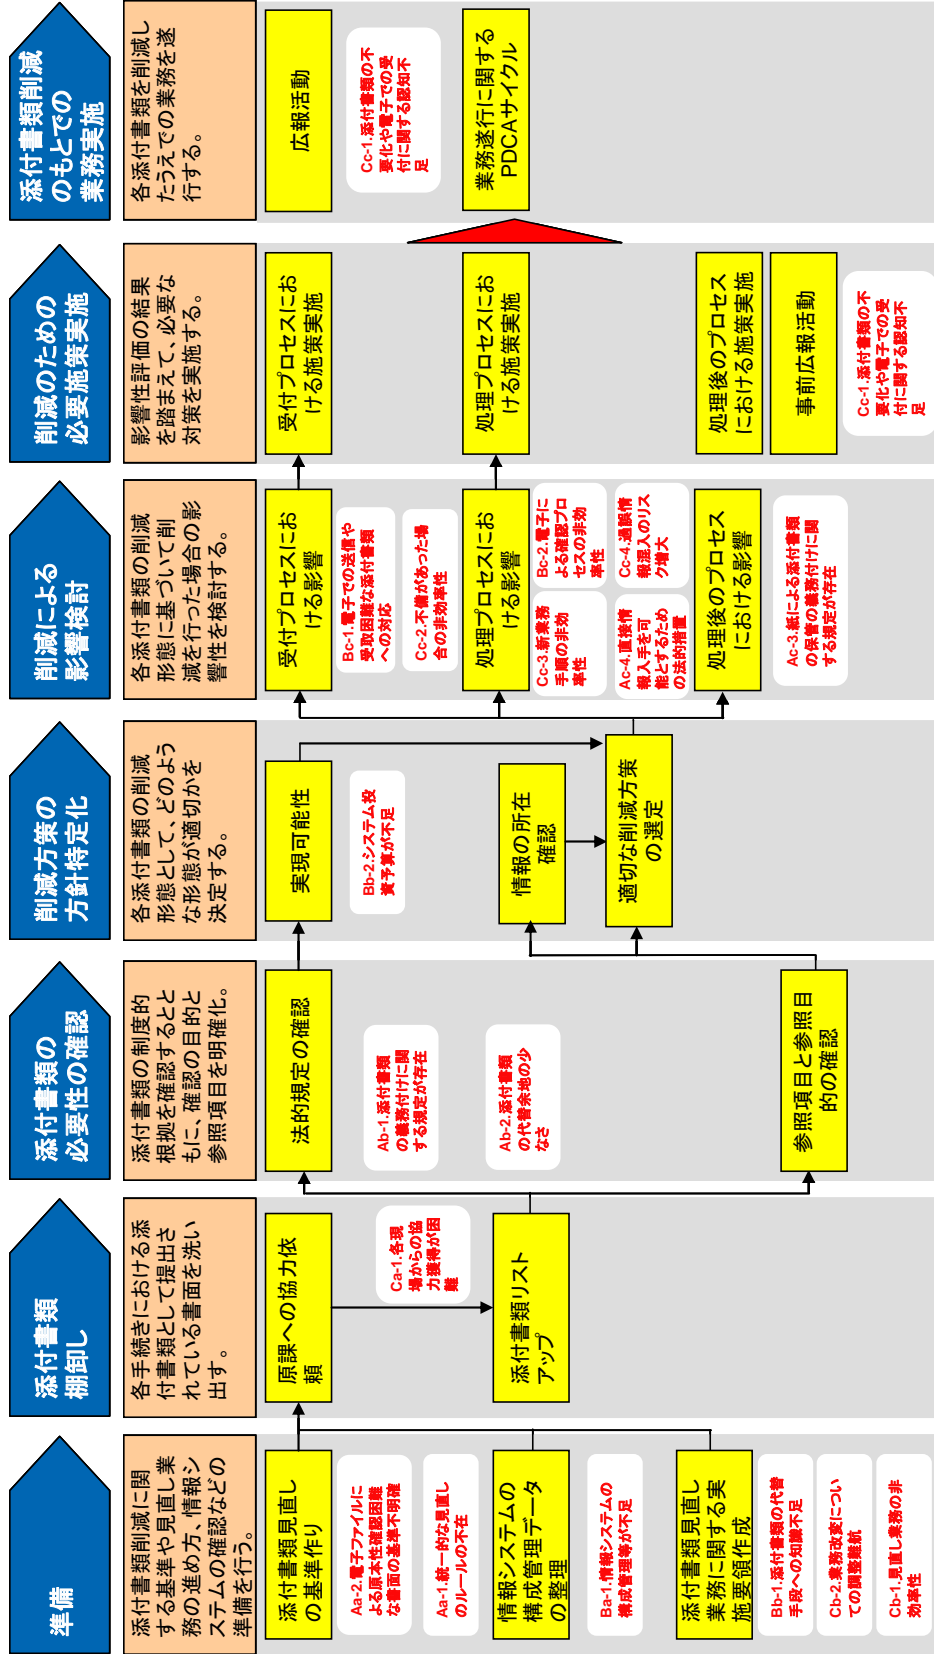 準備
添付書類削減に関
する基準や見直し業
務の進め方、情報シ
ステムの確認などの
準備を行う。
添付書類見直し
の基準作り
Aa-2.電子ファイルに
よる原本性確認困難
な書面の基準不明確
Aa-1.統一的な見直し
のルールの不在
情報システムの
構成管理データ
の整理
Ba-1.情報システムの
構成管理等が不足
添付書類見直し
業務に関する実
施要領作成
Bb-1.添付書類の代替
手段への知識不足
Cb-2.業務改変につい
ての調整難航
Cb-1.見直し業務の非
効率性
添付書類
棚卸し
各手続きにおける添
付書類として提出さ
れている書面を洗い
出す。
原課への協力依
頼
Ca-1.各現
場からの協
力獲得が困
難
添付書類リスト
アップ
添付書類の
必要性の確認
添付書類の制度的
根拠を確認するとと
もに、確認の目的と
参照項目を明確化。
法的規定の確認
Ab-1.添付書類
の義務付けに関
する規定が存在
Ab-2.添付書類
の代替余地の少
なさ
参照項目と参照目
的の確認
削減方策の
方針特定化
各添付書類の削減
形態として、どのよう
な形態が適切かを
決定する。
実現可能性
Bb-2.システム投
資予算が不足
情報の所在
確認
適切な削減方策
の選定
削減による
影響検討
各添付書類の削減
形態に基づいて削
減を行った場合の影
響性を検討する。
受付プロセスにお
ける影響
Bc-1.電子での送信や
受取困難な添付書類
への対応
Cc-2.不備があった場
合の非効率性
処理プロセスにお
ける影響
Cc-3.新業務
手順の非効
率性
Bc-2.電子に
よる確認プロ
セスの非効
率性
Ac-4.直接情
報入手を可
能とするため
の法的措置
Cc-4.過誤情
報混入のリス
ク増大
処理後のプロセス
における影響
Ac-3.紙による添付書類
の保管の義務付けに関
する規定が存在
削減のための
必要施策実施
影響性評価の結果
を踏まえて、必要な
対策を実施する。
受付プロセスにお
ける施策実施
処理プロセスにお
ける施策実施
処理後のプロセス
における施策実施
事前広報活動
Cc-1.添付書類の不
要化や電子での受
付に関する認知不
足
添付書類削減
のもとでの
業務実施
各添付書類を削減し
たうえでの業務を遂
行する。
広報活動
Cc-1.添付書類の不
要化や電子での受
付に関する認知不
足
業務遂行に関する
PDCAサイクル